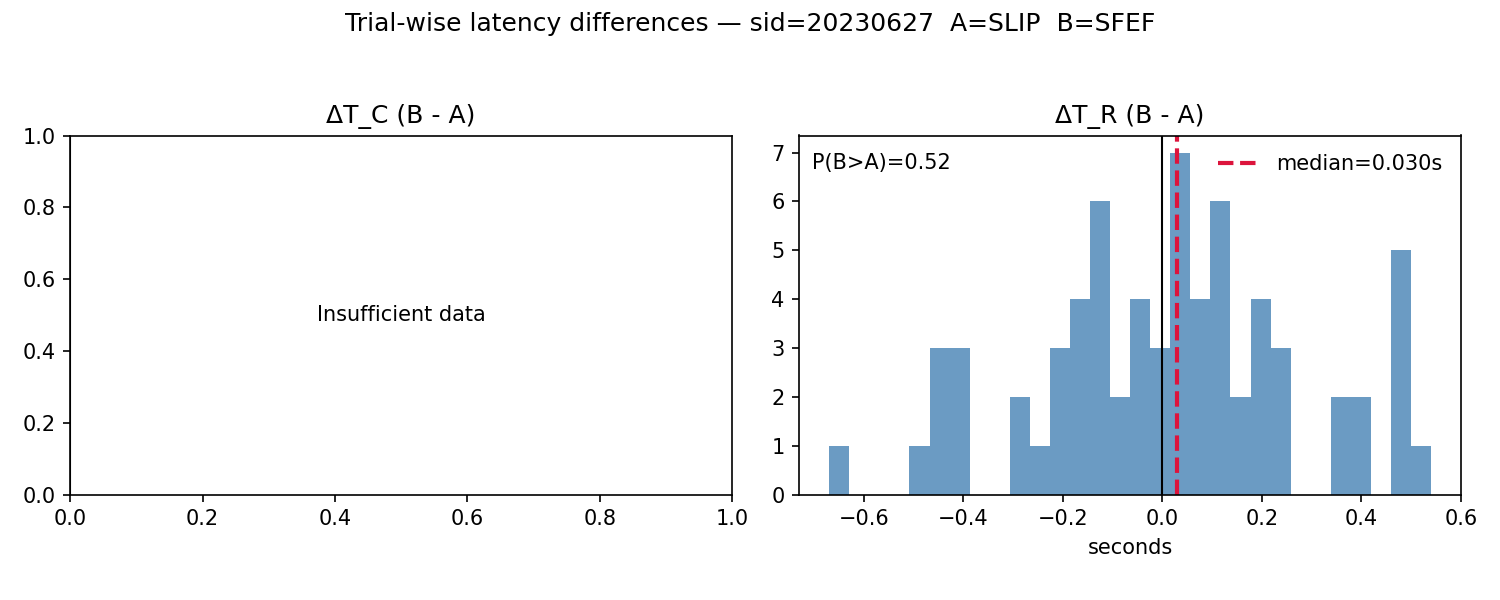 Trial-wise latency differences — sid=20230627  A=SLIP  B=SFEF
ΔT_C (B - A)
1.0
0.8
0.6
0.4
0.2
0.0
Insufficient data
0.0 0.2 0.4 0.6 0.8 1.0
ΔT_R (B - A)
7
6
5
4
3
2
1
0
P(B>A)=0.52
median=0.030s
−0.6 −0.4 −0.2 0.0 0.2 0.4 0.6
seconds